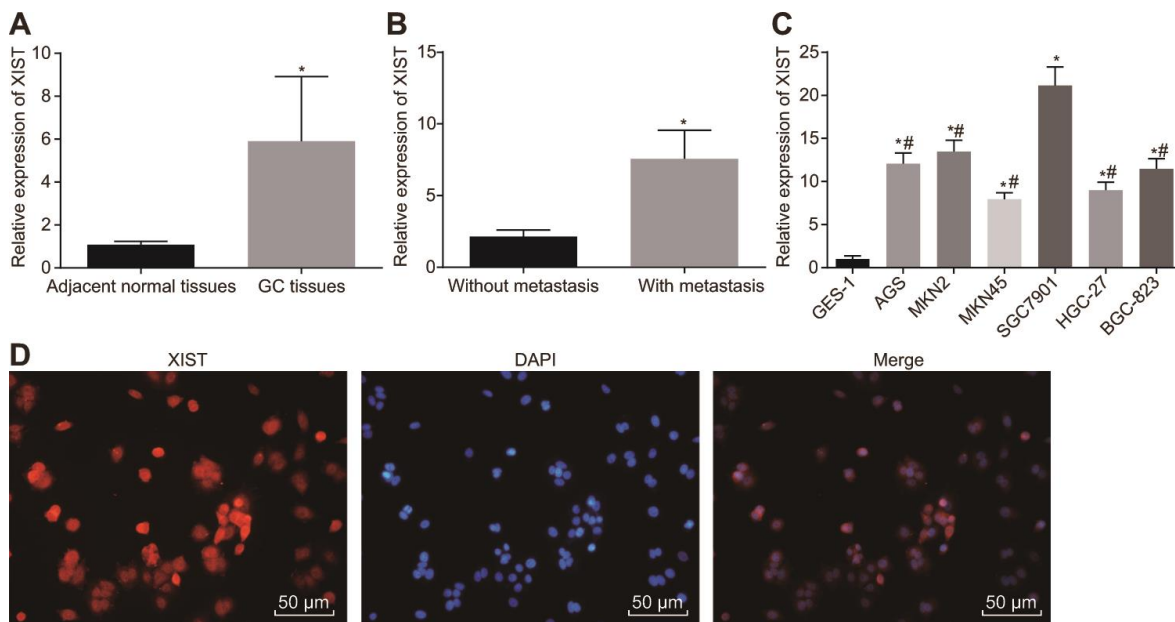 A
Relative expression of XIST
10
8
6
4
2
0
*
Adjacent normal tissues
GC tissues
B
Relative expression of XIST
15
10
5
0
*
Without metastasis
With metastasis
C
Relative expression of XIST
25
20
15
10
5
0
*#
*#
*#
*
*#
*#
GES-1
AGS
MKN2
MKN45
SGC7901
HGC-27
BGC-823
D
XIST
DAPI
Merge
50 μm
50 μm
50 μm